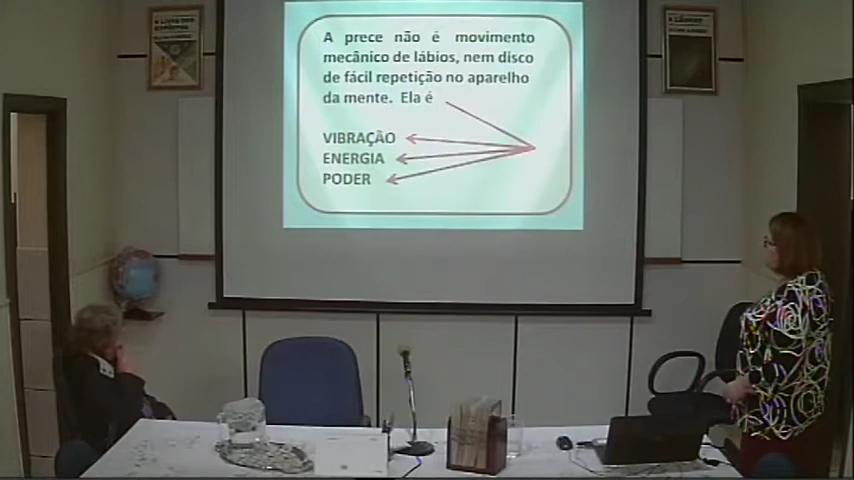 A prece não é movimento
mecânico de lábios, nem disco
de fácil repetição no aparelho
da mente. Ela é
VIBRAÇÃO
ENERGIA
PODER